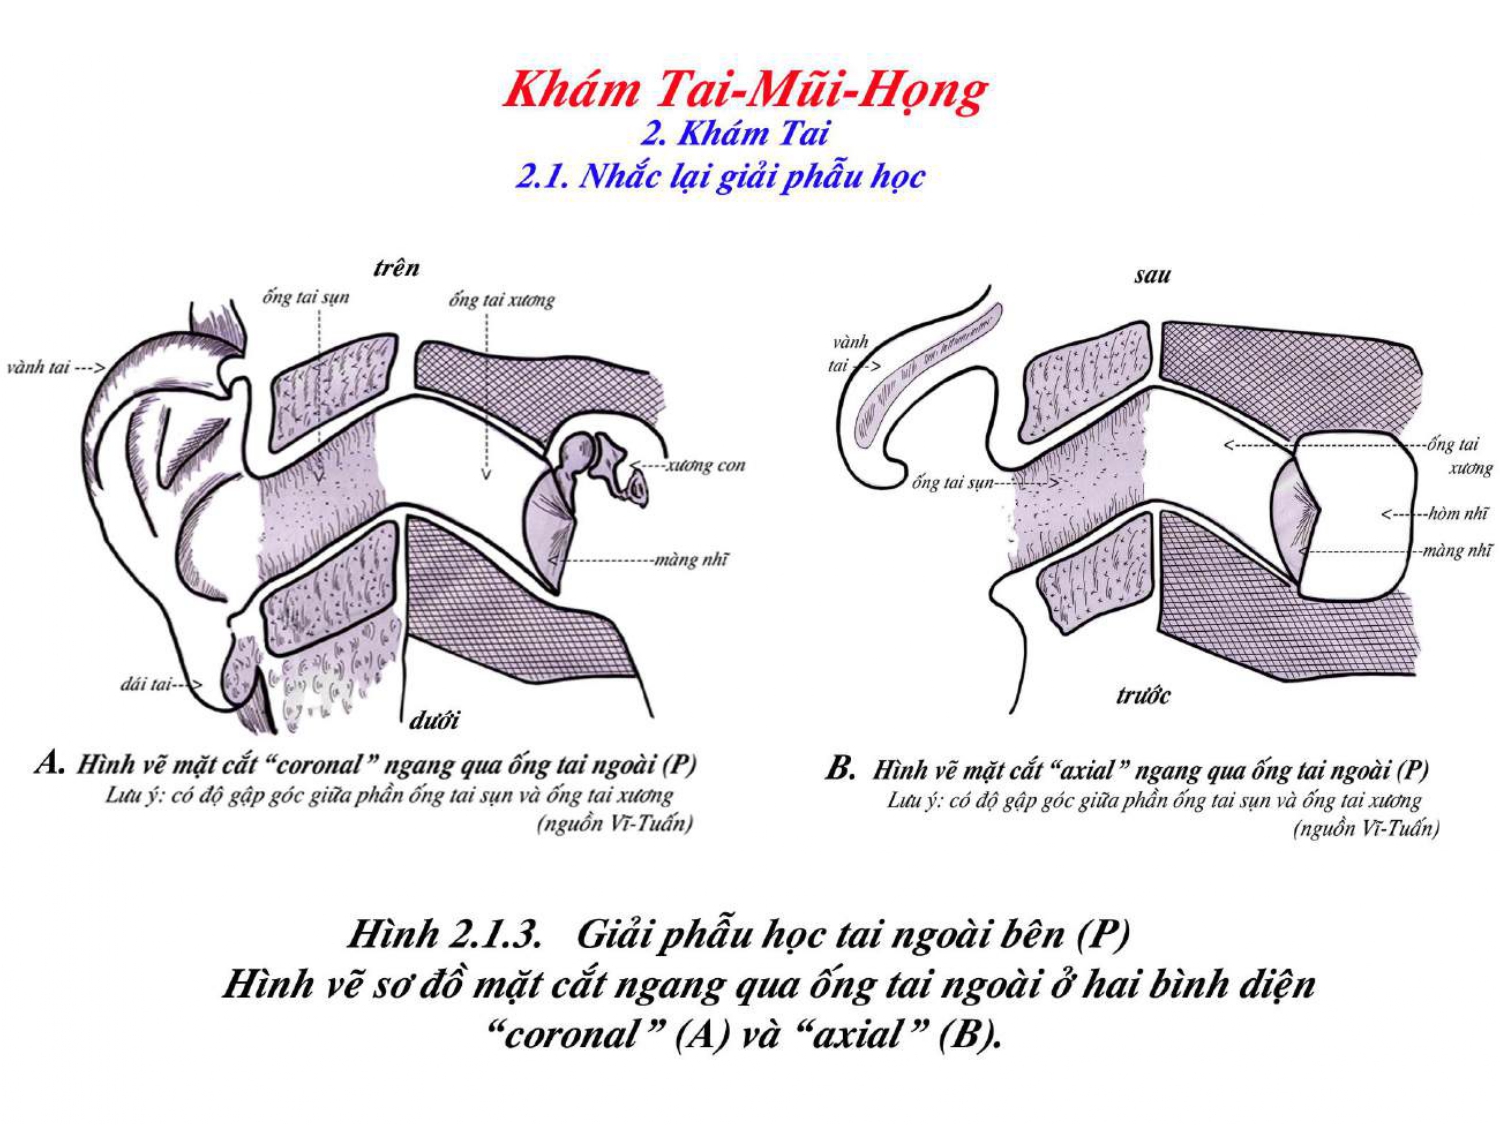 Khám Tai-Mũi-Họng
2. Khám Tai
2.1. Nhắc lại giải phẫu học
trên
ống tai sụn
ống tai xương
vành tai --->
<----xương con
màng nhĩ
dái tai-->
dưới
A. Hình vẽ mặt cắt “coronal” ngang qua ống tai ngoài (P)
Lưu ý: có độ gập góc giữa phần ống tai sụn và ống tai xương
(nguồn Vĩ-Tuấn)
sau
vành
tai -->
ống tai
xương
ống tai sụn
hòm nhĩ
màng nhĩ
trước
B. Hình vẽ mặt cắt “axial” ngang qua ống tai ngoài (P)
Lưu ý: có độ gập góc giữa phần ống tai sụn và ống tai xương
(nguồn Vĩ-Tuấn)
Hình 2.1.3. Giải phẫu học tai ngoài bên (P)
Hình vẽ sơ đồ mặt cắt ngang qua ống tai ngoài ở hai bình diện
“coronal” (A) và “axial” (B).